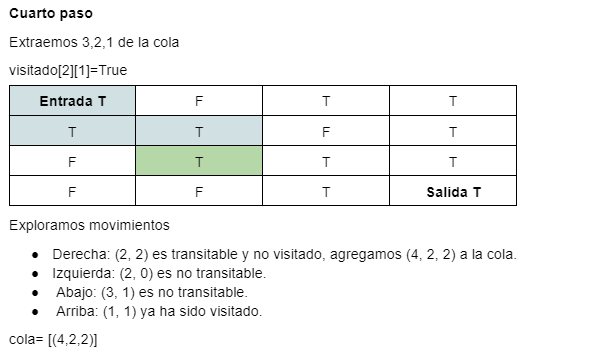 Cuarto paso
Extraemos 3,2,1 de la cola
visitado[2][1]=True
Entrada T F T T
T T F T
F T T T
F F T Salida T
Exploramos movimientos
● Derecha: (2, 2) es transitable y no visitado, agregamos (4, 2, 2) a la cola.
● Izquierda: (2, 0) es no transitable.
● Abajo: (3, 1) es no transitable.
● Arriba: (1, 1) ya ha sido visitado.
cola= [(4,2,2)]